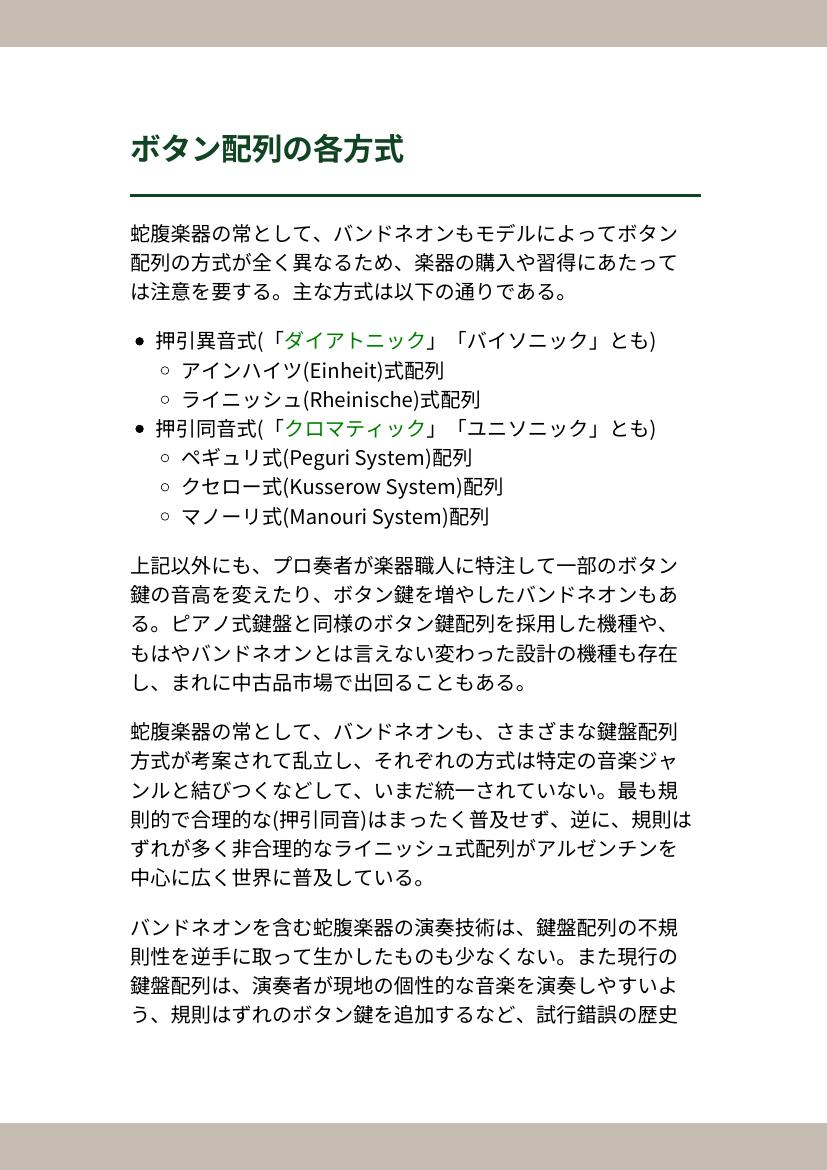 ボタン配列の各方式
蛇腹楽器の常として、バンドネオンもモデルによってボタン
配列の方式が全く異なるため、楽器の購入や習得にあたって
は注意を要する。主な方式は以下の通りである。
• 押引異音式(「ダイアトニック」「バイソニック」とも)
◦ アインハイツ(Einheit)式配列
◦ ライニッシュ(Rheinische)式配列
• 押引同音式(「クロマティック」「ユニソニック」とも)
◦ ペギュリ式(Peguri System)配列
◦ クセロー式(Kusserow System)配列
◦ マノーリ式(Manouri System)配列
上記以外にも、プロ奏者が楽器職人に特注して一部のボタン
鍵の音高を変えたり、ボタン鍵を増やしたバンドネオンもあ
る。ピアノ式鍵盤と同様のボタン鍵配列を採用した機種や、
もはやバンドネオンとは言えない変わった設計の機種も存在
し、まれに中古品市場で出回ることもある。
蛇腹楽器の常として、バンドネオンも、さまざまな鍵盤配列
方式が考案されて乱立し、それぞれの方式は特定の音楽ジャ
ンルと結びつくなどして、いまだ統一されていない。最も規
則的で合理的な(押引同音)はまったく普及せず、逆に、規則は
ずれが多く非合理的なライニッシュ式配列がアルゼンチンを
中心に広く世界に普及している。
バンドネオンを含む蛇腹楽器の演奏技術は、鍵盤配列の不規
則性を逆手に取って生かしたものも少なくない。また現行の
鍵盤配列は、演奏者が現地の個性的な音楽を演奏しやすいよ
う、規則はずれのボタン鍵を追加するなど、試行錯誤の歴史